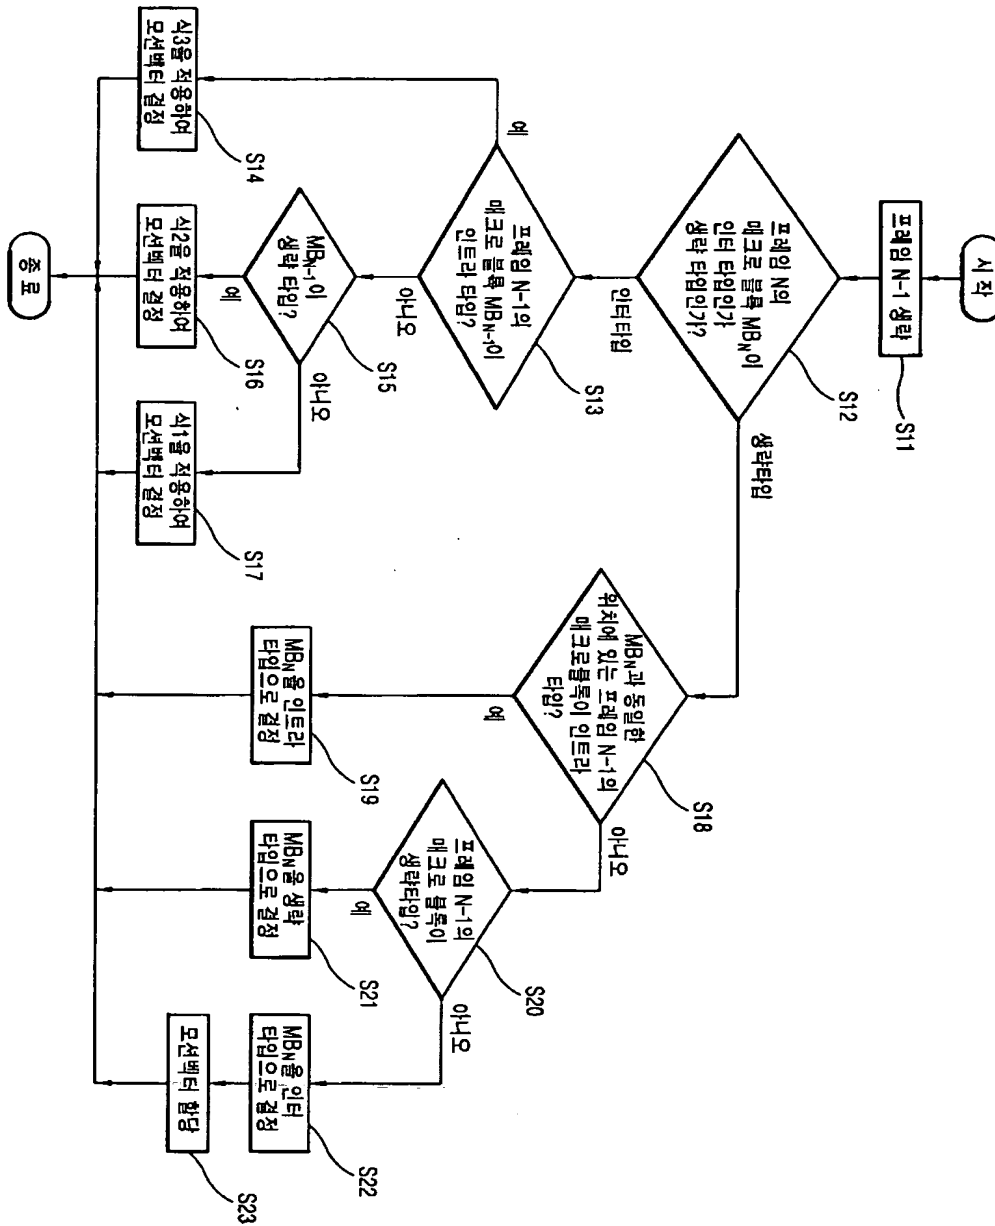 시 작
프레임 N-1 생략
S11
프레임 N의
매크로 블록 MBN이
인터 타입인가
생략 타입인가?
S12
인터타입
생략타입
프레임 N-1의
매크로 블록 MBN-1이
인트라 타입?
S13
예
아니오
식3을 적용하여
모션벡터 결정
S14
MBN-1이
생략 타입?
S15
예
아니오
식2을 적용하여
모션벡터 결정
S16
식1을 적용하여
모션벡터 결정
S17
MBN과 동일한
위치에 있는 프레임 N-1의
매크로블록이 인트라
타입?
S18
예
아니오
MBN을 인트라
타입으로 결정
S19
프레임 N-1의
매크로 블록이
생략타입?
S20
예
아니오
MBN을 생략
타입으로 결정
S21
MBN을 인터
타입으로 결정
S22
모션벡터 할당
S23
종 료